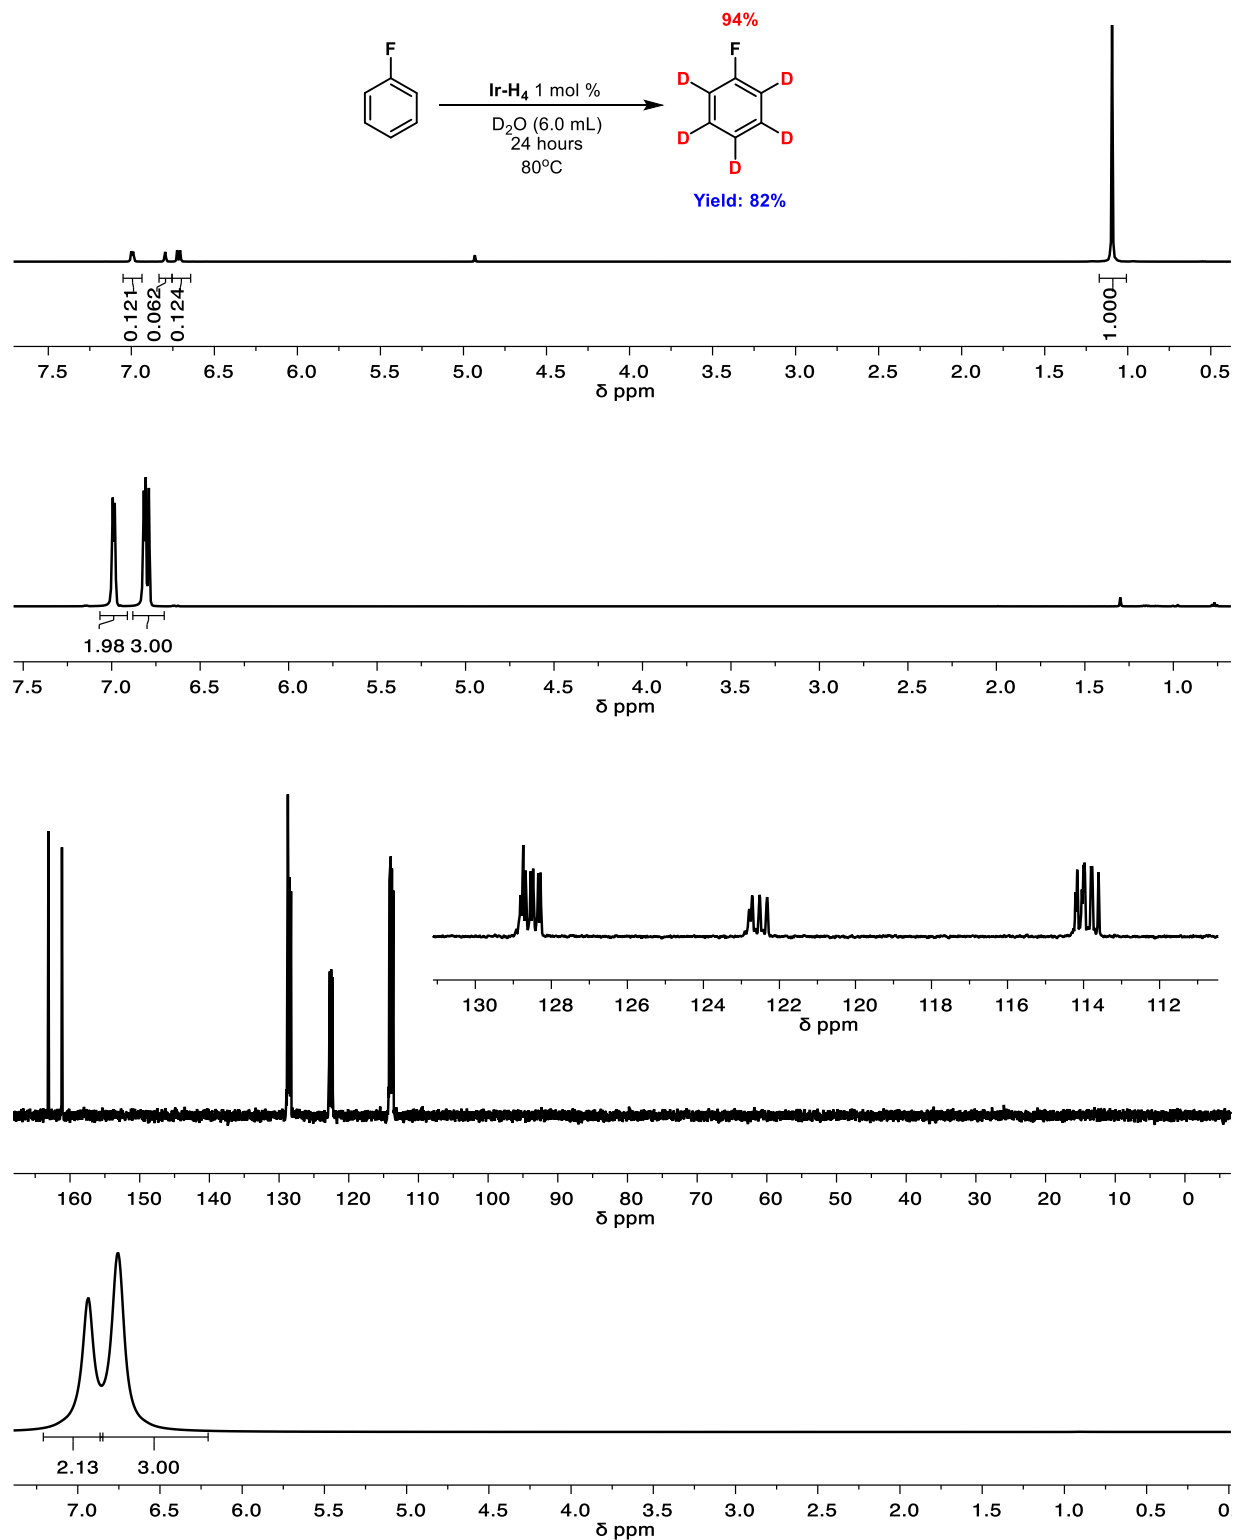 94%
F
F
D
D
D
D
D
Ir-H4 1 mol %
D2O (6.0 mL)
24 hours
80oC
Yield: 82%
0.121
0.062
0.124
1.000
7.5 7.0 6.5 6.0 5.5 5.0 4.5 4.0 3.5 3.0 2.5 2.0 1.5 1.0 0.5
δ ppm
1.98 3.00
7.5 7.0 6.5 6.0 5.5 5.0 4.5 4.0 3.5 3.0 2.5 2.0 1.5 1.0
δ ppm
130 128 126 124 122 120 118 116 114 112
δ ppm
160 150 140 130 120 110 100 90 80 70 60 50 40 30 20 10 0
δ ppm
2.13 3.00
7.0 6.5 6.0 5.5 5.0 4.5 4.0 3.5 3.0 2.5 2.0 1.5 1.0 0.5 0
δ ppm